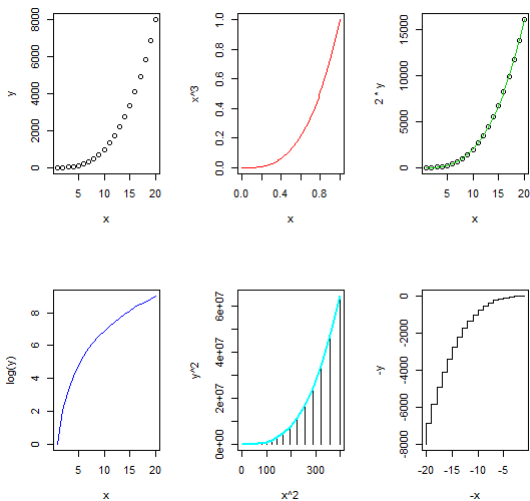 8000
6000
4000
2000
0
y
5 10 15 20
x
1.0
0.8
0.6
0.4
0.2
0.0
x^3
0.0 0.4 0.8
x
15000
10000
5000
0
2 * y
5 10 15 20
x
8
6
4
2
0
log(y)
5 10 15 20
x
6e+07
4e+07
2e+07
0e+00
y^2
0 100 300
x^2
0
-2000
-4000
-6000
-8000
-y
-20 -15 -10 -5
-x